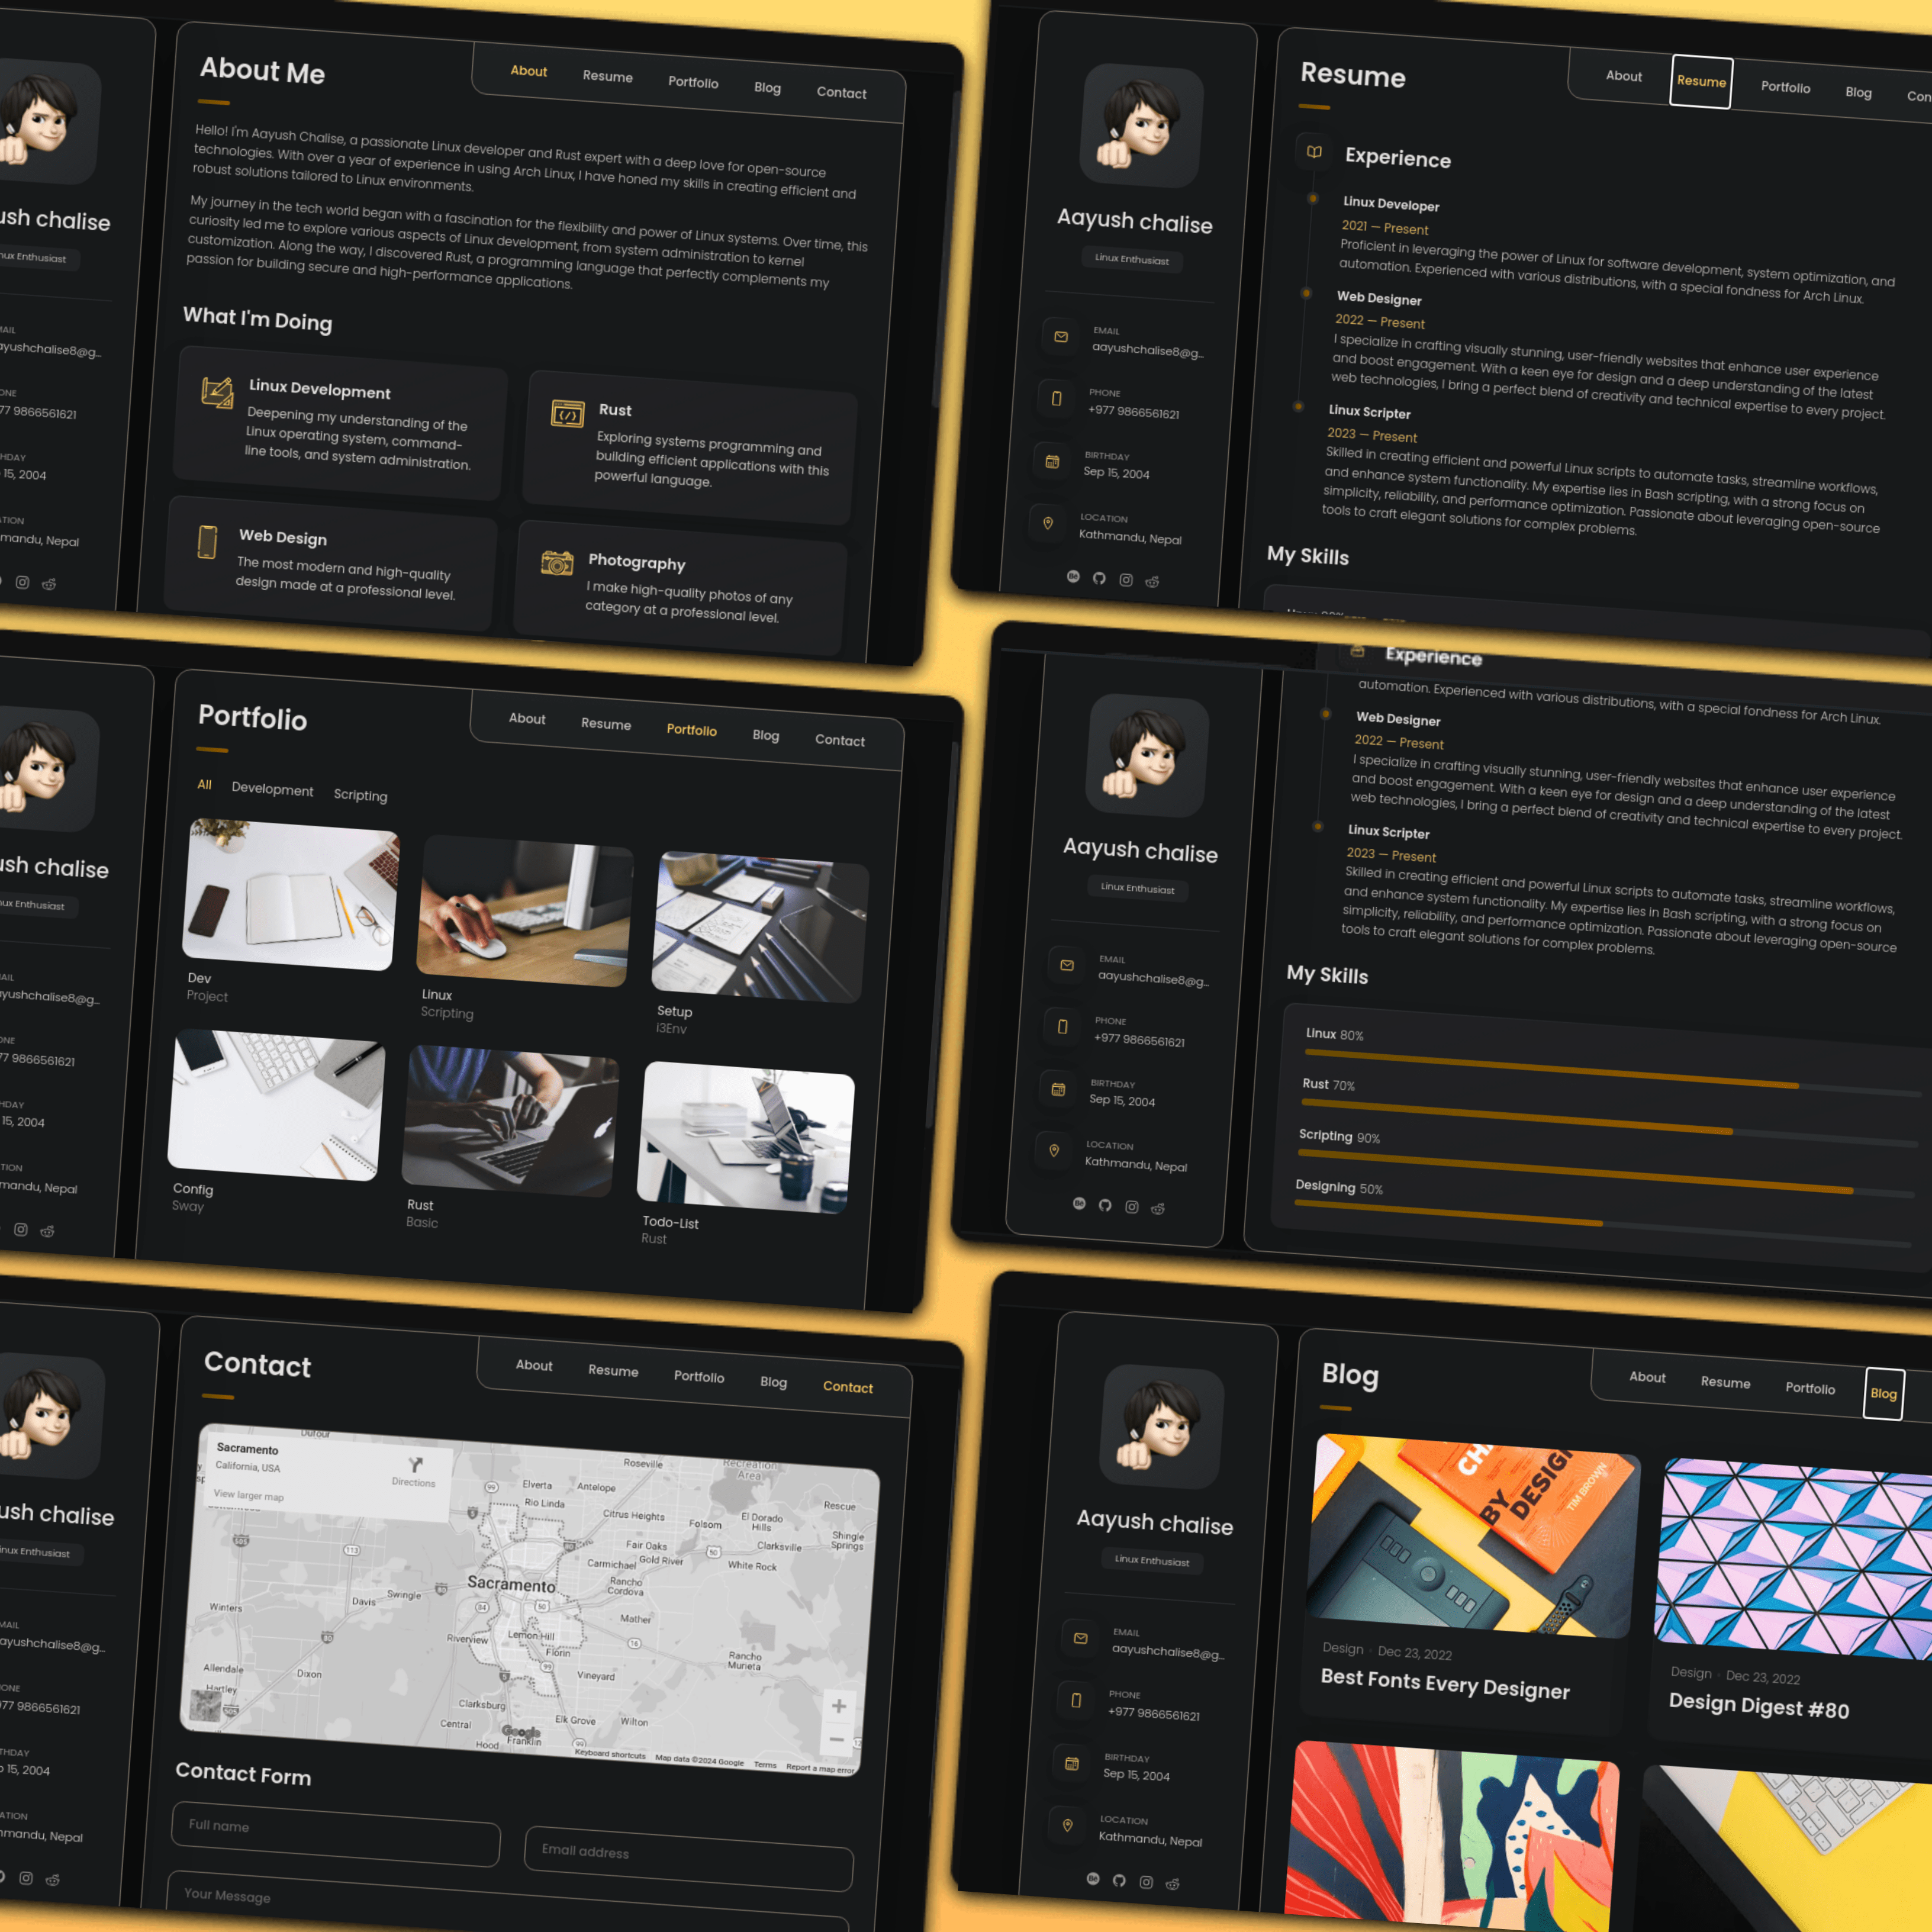 ush chalise
nux Enthusiast
MAIL
ayushchalise8@g...
ONE
77 9866561621
HDAY
15, 2004
ATION
mandu, Nepal
About Me
About Resume Portfolio Blog Contact
Hello! I'm Aayush Chalise, a passionate Linux developer and Rust expert with a deep love for open-source
technologies. With over a year of experience in using Arch Linux, I have honed my skills in creating efficient and
robust solutions tailored to Linux environments.
My journey in the tech world began with a fascination for the flexibility and power of Linux systems. Over time, this
curiosity led me to explore various aspects of Linux development, from system administration to kernel
customization. Along the way, I discovered Rust, a programming language that perfectly complements my
passion for building secure and high-performance applications.
What I'm Doing
Linux Development
Deepening my understanding of the
Linux operating system, command-
line tools, and system administration.
Rust
Exploring systems programming and
building efficient applications with this
powerful language.
Web Design
The most modern and high-quality
design made at a professional level.
Photography
I make high-quality photos of any
category at a professional level.
Aayush chalise
Linux Enthusiast
EMAIL
aayushchalise8@g...
PHONE
+977 9866561621
BIRTHDAY
Sep 15, 2004
LOCATION
Kathmandu, Nepal
Resume
About Resume Portfolio Blog Con
Experience
Linux Developer
2021 — Present
Proficient in leveraging the power of Linux for software development, system optimization, and
automation. Experienced with various distributions, with a special fondness for Arch Linux.
Web Designer
2022 — Present
I specialize in crafting visually stunning, user-friendly websites that enhance user experience
and boost engagement. With a keen eye for design and a deep understanding of the latest
web technologies, I bring a perfect blend of creativity and technical expertise to every project.
Linux Scripter
2023 — Present
Skilled in creating efficient and powerful Linux scripts to automate tasks, streamline workflows,
and enhance system functionality. My expertise lies in Bash scripting, with a strong focus on
simplicity, reliability, and performance optimization. Passionate about leveraging open-source
tools to craft elegant solutions for complex problems.
My Skills
ush chalise
nux Enthusiast
AIL
ayushchalise8@g...
ONE
77 9866561621
HDAY
15, 2004
TION
mandu, Nepal
Portfolio
About Resume Portfolio Blog Contact
All Development Scripting
Dev
Project
Linux
Scripting
Setup
i3Env
Config
Sway
Rust
Basic
Todo-List
Rust
Aayush chalise
Linux Enthusiast
EMAIL
aayushchalise8@g...
PHONE
+977 9866561621
BIRTHDAY
Sep 15, 2004
LOCATION
Kathmandu, Nepal
Experience
automation. Experienced with various distributions, with a special fondness for Arch Linux.
Web Designer
2022 — Present
I specialize in crafting visually stunning, user-friendly websites that enhance user experience
and boost engagement. With a keen eye for design and a deep understanding of the latest
web technologies, I bring a perfect blend of creativity and technical expertise to every project.
Linux Scripter
2023 — Present
Skilled in creating efficient and powerful Linux scripts to automate tasks, streamline workflows,
and enhance system functionality. My expertise lies in Bash scripting, with a strong focus on
simplicity, reliability, and performance optimization. Passionate about leveraging open-source
tools to craft elegant solutions for complex problems.
My Skills
Linux 80%
Rust 70%
Scripting 90%
Designing 50%
ush chalise
inux Enthusiast
MAIL
aayushchalise8@g...
ONE
977 9866561621
THDAY
15, 2004
ATION
hmandu, Nepal
Contact
About Resume Portfolio Blog Contact
Sacramento
California, USA
Directions
View larger map
Dufour
Roseville
Recreation
Area
Elverta
Antelope
Rescue
Rio Linda
Citrus Heights
Folsom
El Dorado
Hills
Shingle
Springs
Clarksville
Fair Oaks
Gold River
Carmichael
White Rock
50
113
99
5
80
Rancho
Cordova
Sacramento
Swingle
Davis
Winters
84
50
Mather
Riverview
Lemon Hill
Florin
16
Rancho
Murieta
Allendale
Hartley
Dixon
99
Vineyard
5
Clarksburg
Central
Elk Grove
Wilton
Hood
Franklin
99
Google
Keyboard shortcuts Map data ©2024 Google Terms Report a map error
Contact Form
Full name
Email address
Your Message
Aayush chalise
Linux Enthusiast
EMAIL
aayushchalise8@g...
PHONE
+977 9866561621
BIRTHDAY
Sep 15, 2004
LOCATION
Kathmandu, Nepal
Blog
About Resume Portfolio Blog
CH
BY
DESIGN
TIM BROWN
Design · Dec 23, 2022
Best Fonts Every Designer
Design · Dec 23, 2022
Design Digest #80